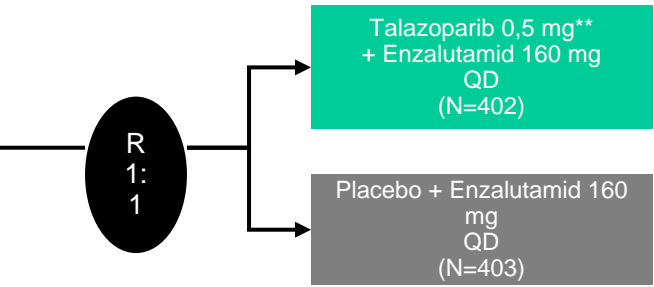 Talazoparib 0,5 mg**
+ Enzalutamid 160 mg
QD
(N=402)
R
1:
1
Placebo + Enzalutamid 160
mg
QD
(N=403)